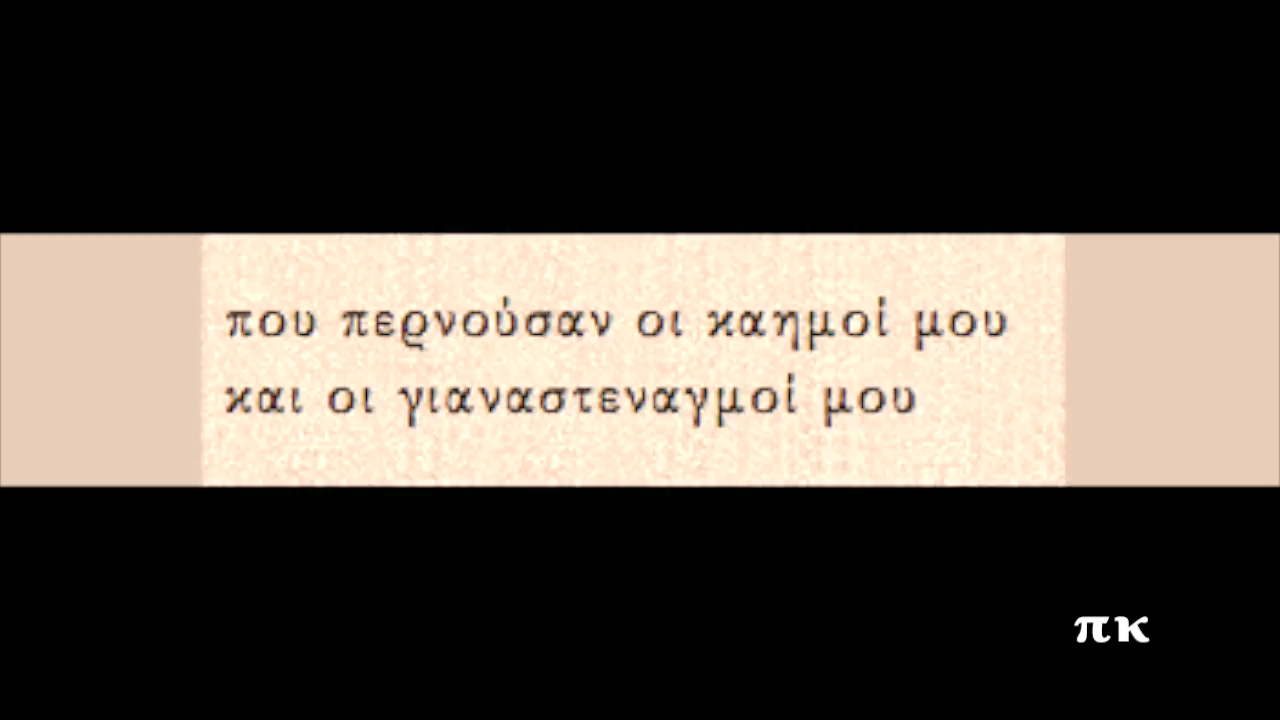 που περνούσαν οι καημοί μου
και οι γιαναστεναγμοί μου
πκ